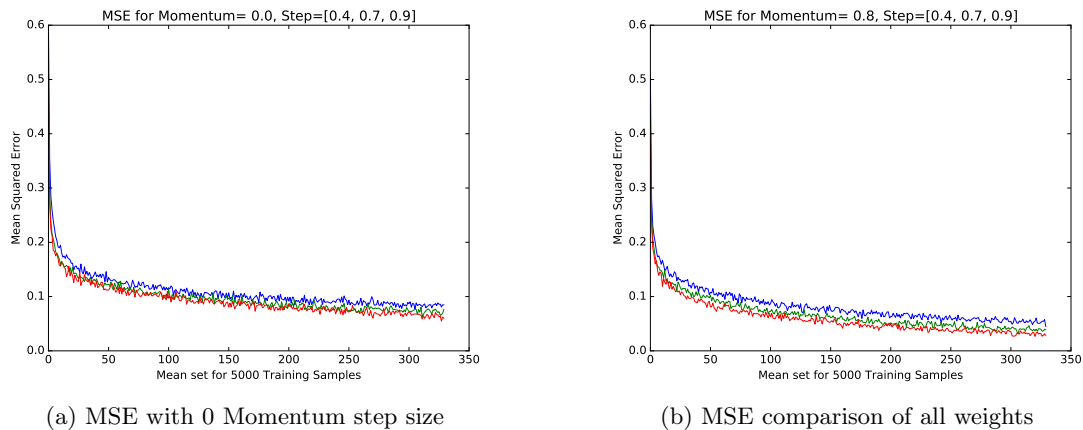 MSE for Momentum= 0.0, Step=[0.4, 0.7, 0.9]
0.6
0.5
0.4
0.3
0.2
0.1
0.0
Mean Squared Error
0 50 100 150 200 250 300 350
Mean set for 5000 Training Samples
(a) MSE with 0 Momentum step size
MSE for Momentum= 0.8, Step=[0.4, 0.7, 0.9]
0.6
0.5
0.4
0.3
0.2
0.1
0.0
Mean Squared Error
0 50 100 150 200 250 300 350
Mean set for 5000 Training Samples
(b) MSE comparison of all weights